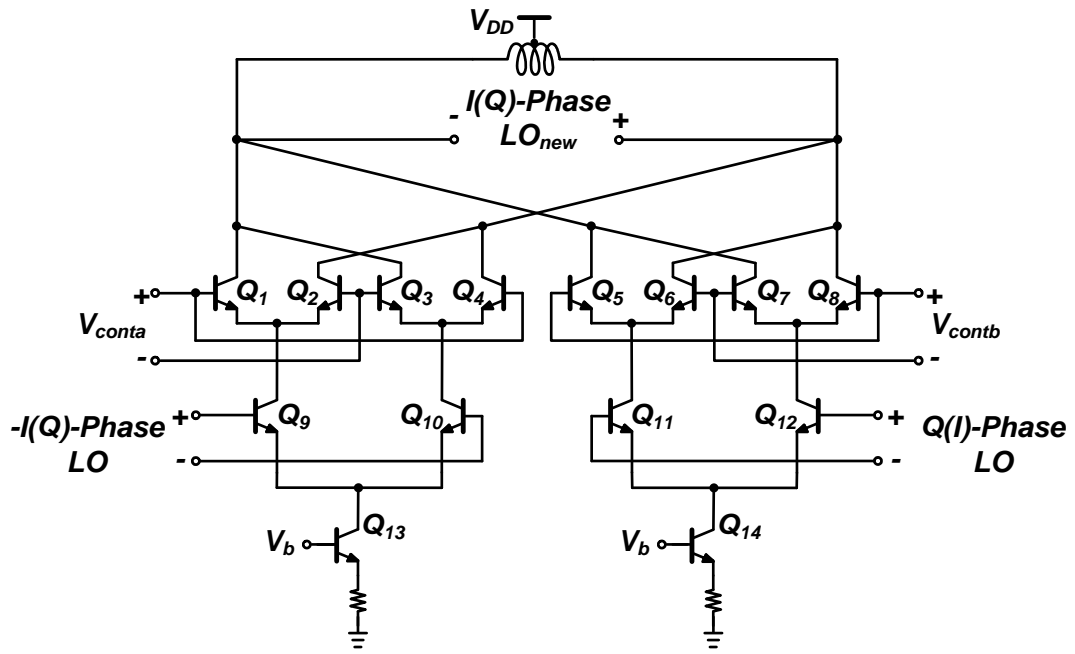 V_DD
I(Q)-Phase
- LO_new +
Q_1 Q_2 Q_3 Q_4 Q_5 Q_6 Q_7 Q_8
+ +
V_conta V_contb
- -
-I(Q)-Phase + Q_9 Q_10 Q_11 Q_12 + Q(I)-Phase
LO - - LO
V_b Q_13 V_b Q_14